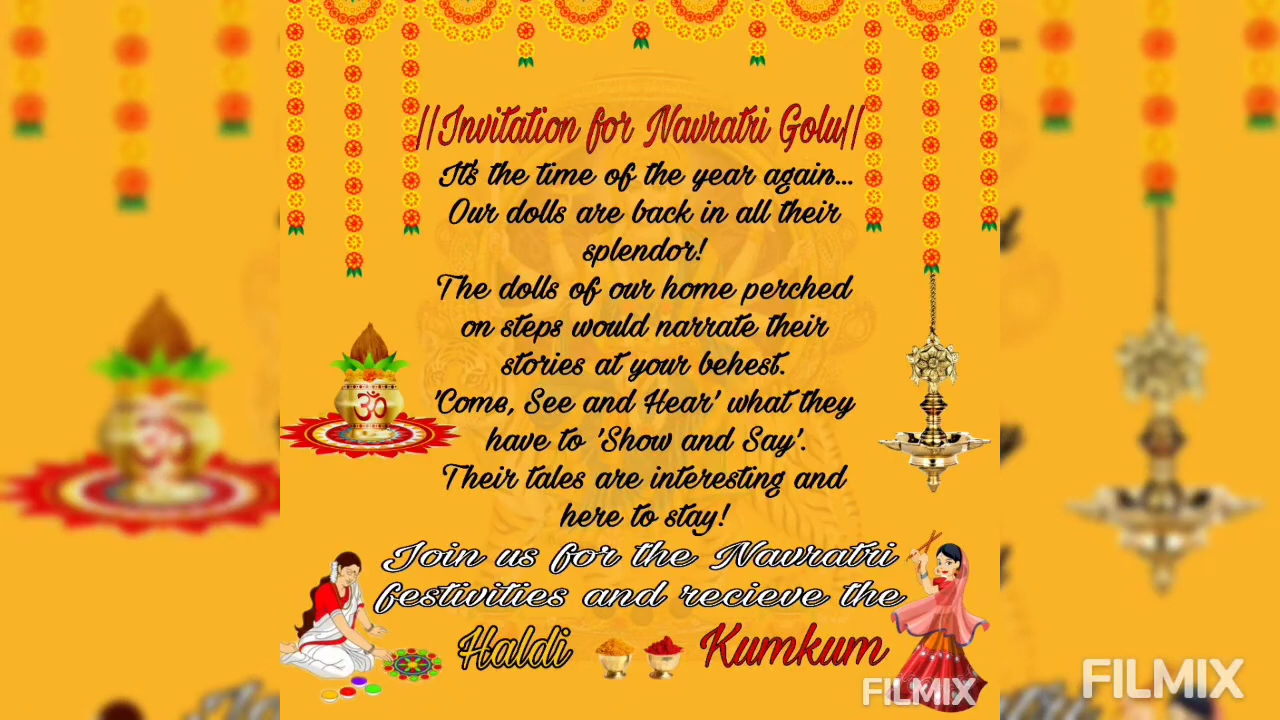 //Invitation for Navratri Golu//
It's the time of the year again...
Our dolls are back in all their
splendor!
The dolls of our home perched
on steps would narrate their
stories at your behest.
'Come, See and Hear' what they
have to 'Show and Say'.
Their tales are interesting and
here to stay!
Join us for the Navratri
festivities and recieve the
Haldi Kumkum
ॐ
FILMIX
FILMIX